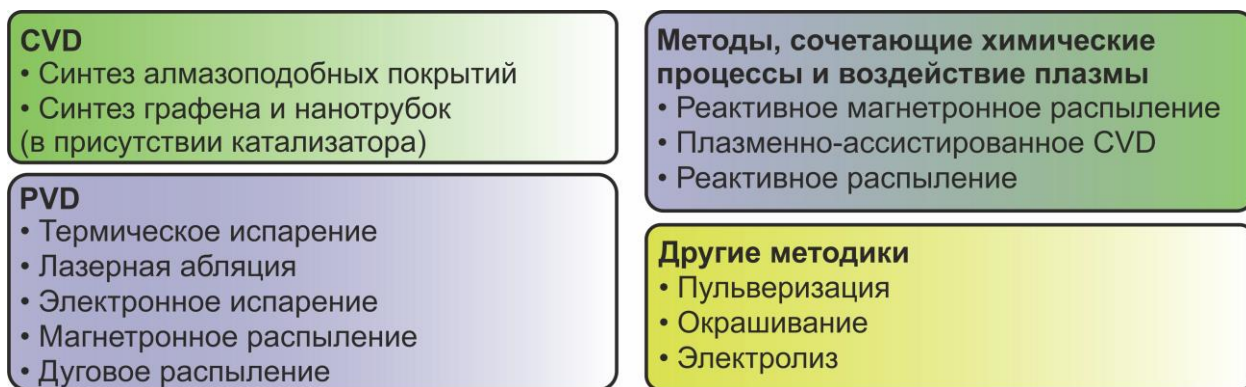 CVD
• Синтез алмазоподобных покрытий
• Синтез графена и нанотрубок
(в присутствии катализатора)
PVD
• Термическое испарение
• Лазерная абляция
• Электронное испарение
• Магнетронное распыление
• Дуговое распыление
Методы, сочетающие химические
процессы и воздействие плазмы
• Реактивное магнетронное распыление
• Плазменно-ассистированное CVD
• Реактивное распыление
Другие методики
• Пульверизация
• Окрашивание
• Электролиз